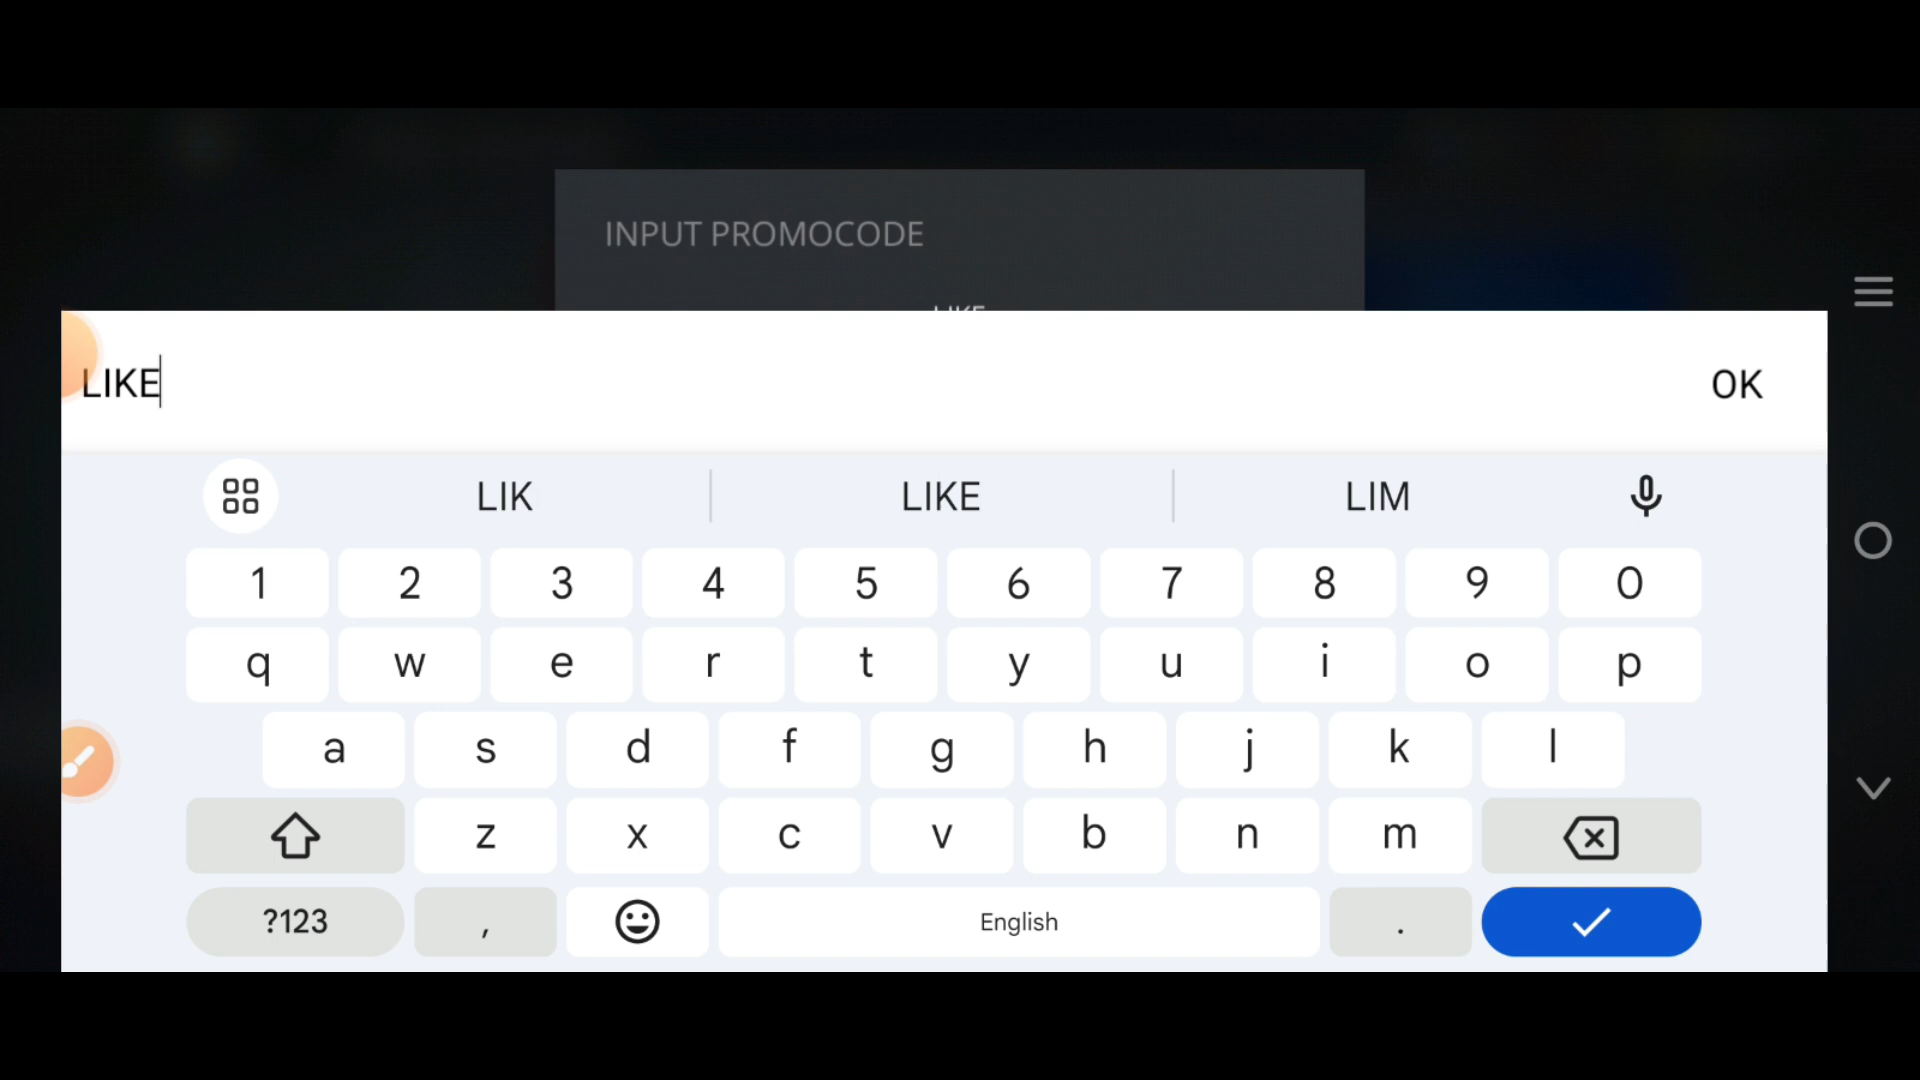 INPUT PROMOCODE
LIKE
LIKE OK
LIK LIKE LIM
1 2 3 4 5 6 7 8 9 0
q w e r t y u i o p
a s d f g h j k l
z x c v b n m
?123 , English .